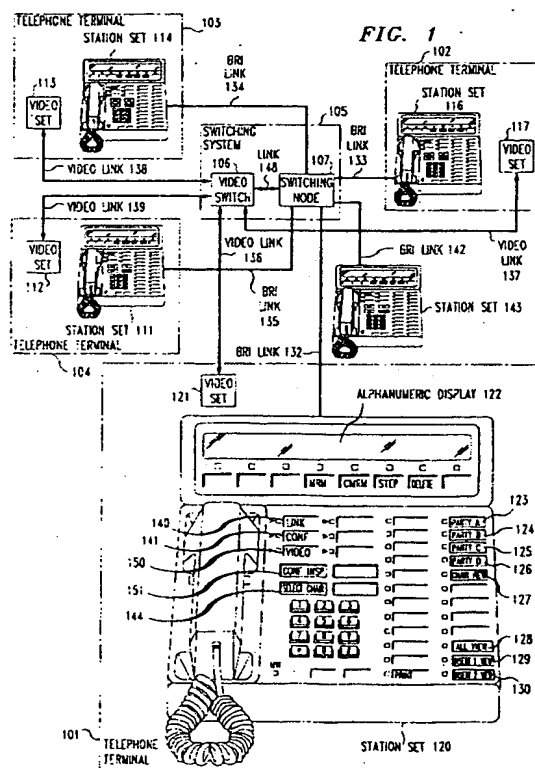 FIG. 1
TELEPHONE TERMINAL
103
STATION SET 114
113
VIDEO SET
VIDEO LINK 138
VIDEO LINK 139
BRI LINK 134
105
SWITCHING SYSTEM
106
VIDEO SWITCH
LINK 148
107
SWITCHING NODE
BRI LINK 133
102
TELEPHONE TERMINAL
STATION SET 116
117
VIDEO SET
VIDEO LINK 137
VIDEO LINK 136
BRI LINK 142
STATION SET 143
VIDEO SET
112
STATION SET 111
TELEPHONE TERMINAL
104
BRI LINK 135
BRI LINK 132
121
VIDEO SET
ALPHANUMERIC DISPLAY 122
MRM
CMRM
STEP
DELETE
140
LINK
141
CONF
150
VIDEO
151
CONF DISP
144
SELECT CHAIR
PARTY A
123
PARTY B
124
PARTY C
125
PARTY D
126
127
ALL VIEW
128
129
130
101
TELEPHONE TERMINAL
STATION SET 120